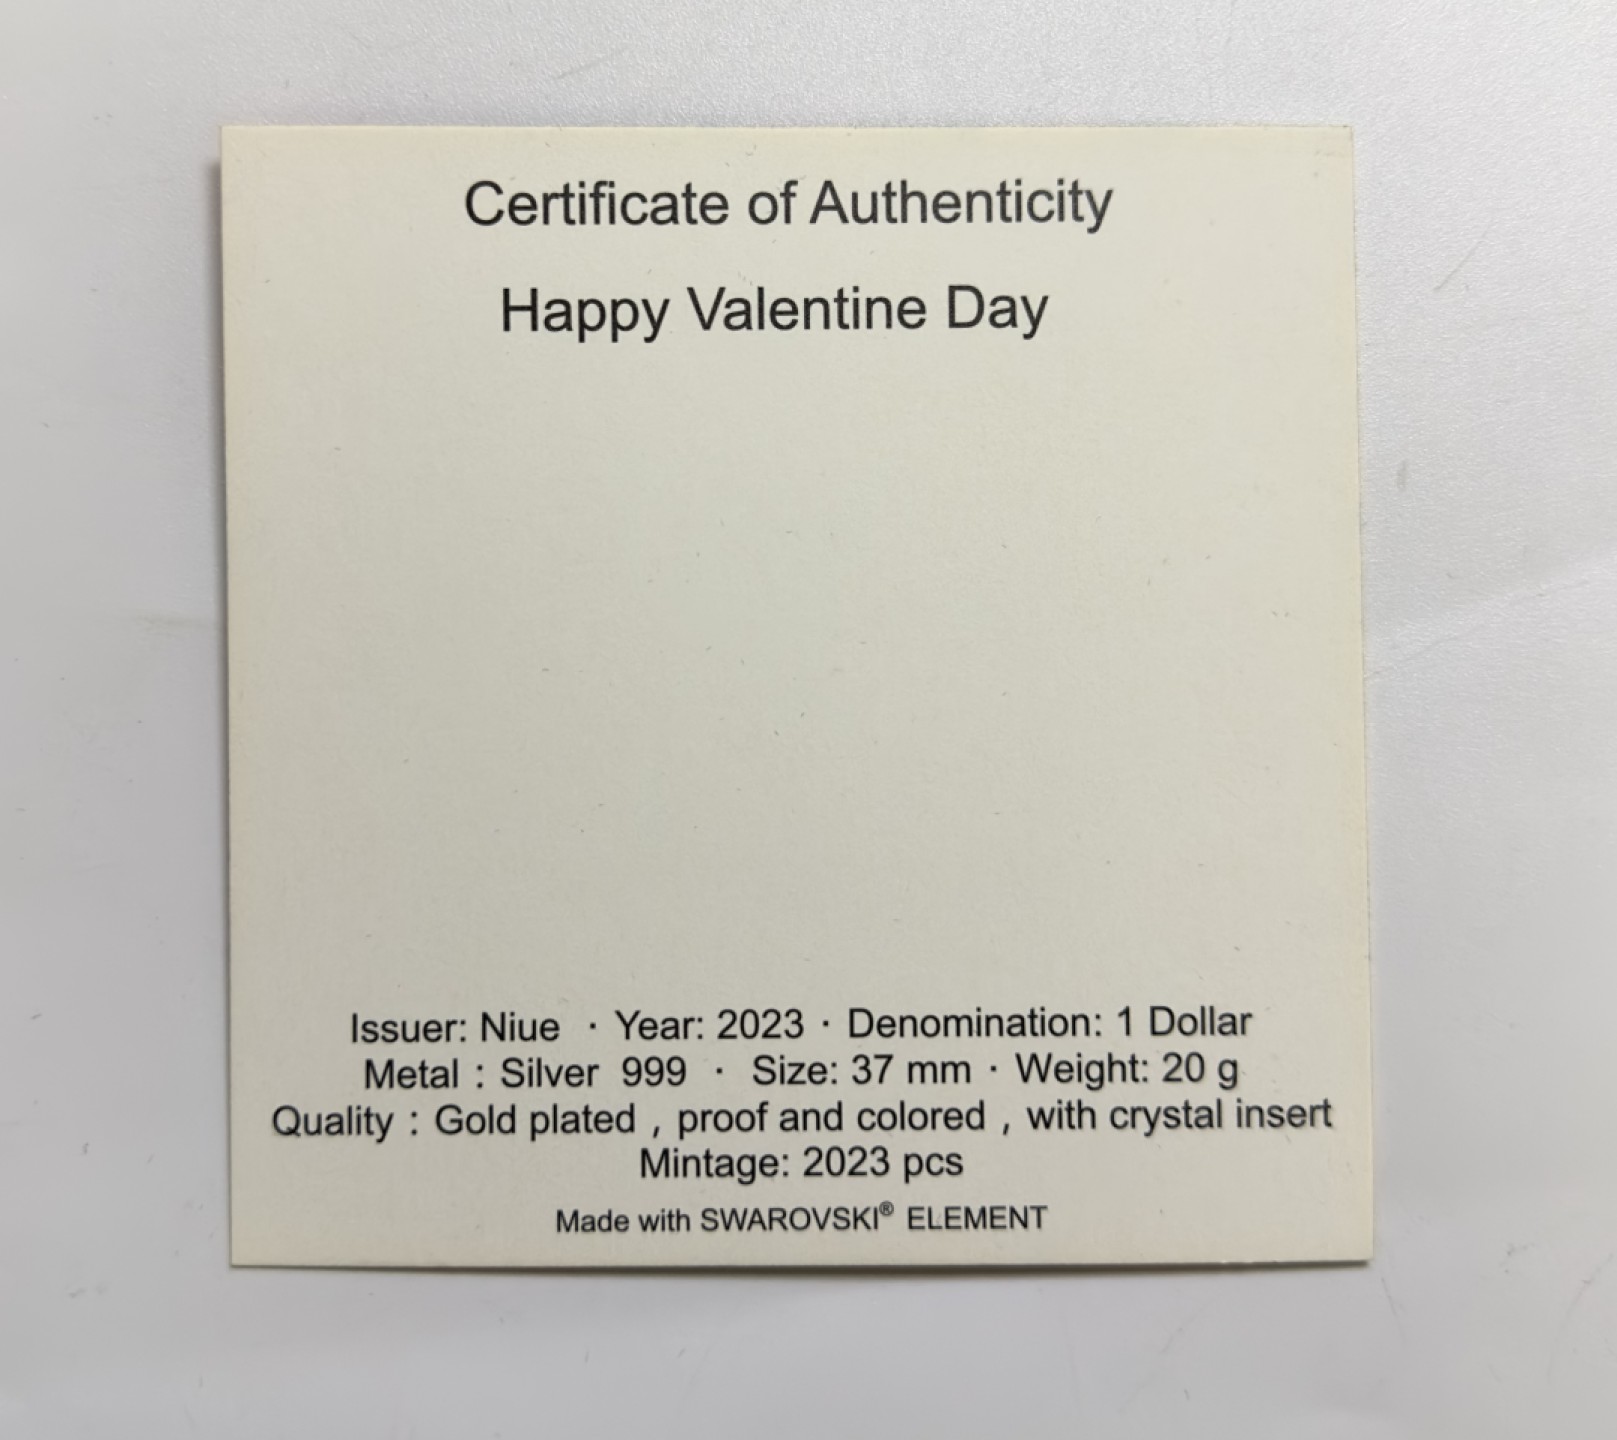 Certificate of Authenticity
Happy Valentine Day
Issuer: Niue · Year: 2023 · Denomination: 1 Dollar
Metal : Silver 999 · Size: 37 mm · Weight: 20 g
Quality : Gold plated , proof and colored , with crystal insert
Mintage: 2023 pcs
Made with SWAROVSKI® ELEMENT